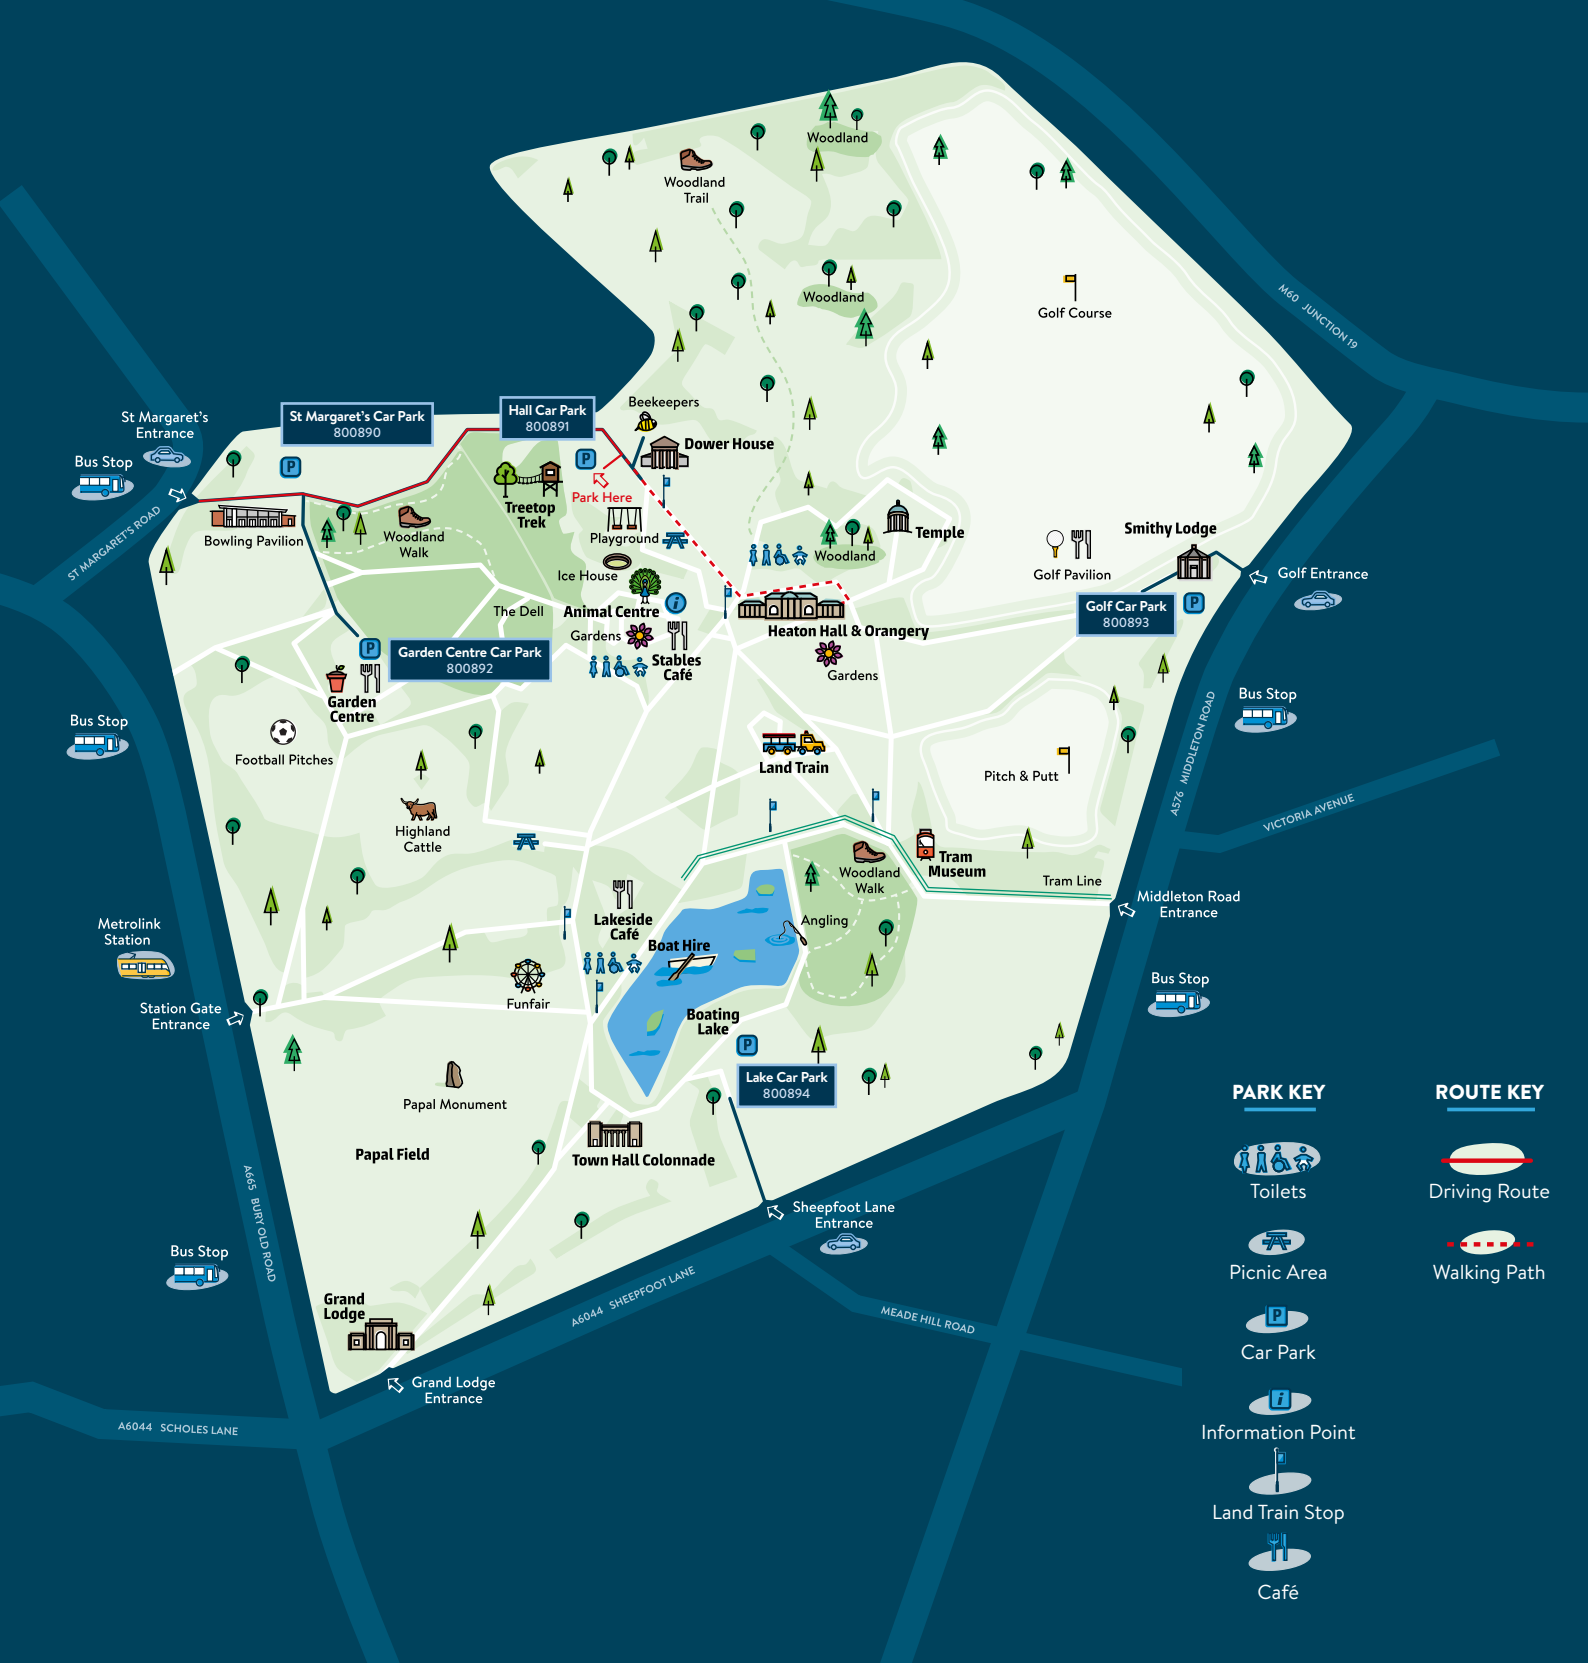 Woodland
Woodland
Trail
Woodland
Golf Course
M60 JUNCTION 19
St Margaret's
Entrance
Bus Stop
ST MARGARET'S ROAD
St Margaret's Car Park
800890
Hall Car Park
800891
P
P
Beekeepers
Dower House
Park Here
Treetop
Trek
Bowling Pavilion
Woodland
Walk
Playground
Ice House
Animal Centre
i
The Dell
Gardens
Stables
Café
Woodland
Temple
Heaton Hall & Orangery
Gardens
Golf Pavilion
Smithy Lodge
Golf Car Park
800893
P
Golf Entrance
P
Garden Centre Car Park
800892
Garden
Centre
Bus Stop
Football Pitches
Highland
Cattle
Land Train
Pitch & Putt
Bus Stop
A576 MIDDLETON ROAD
VICTORIA AVENUE
Tram
Museum
Woodland
Walk
Tram Line
Middleton Road
Entrance
Lakeside
Café
Boat Hire
Angling
Metrolink
Station
Station Gate
Entrance
Funfair
Boating
Lake
P
Lake Car Park
800894
Bus Stop
Papal Monument
Papal Field
Town Hall Colonnade
A665 BURY OLD ROAD
Bus Stop
Sheepfoot Lane
Entrance
A6044 SHEEPFOOT LANE
MEADE HILL ROAD
Grand
Lodge
Grand Lodge
Entrance
A6044 SCHOLES LANE
PARK KEY
Toilets
Picnic Area
P
Car Park
i
Information Point
Land Train Stop
Café
ROUTE KEY
Driving Route
Walking Path